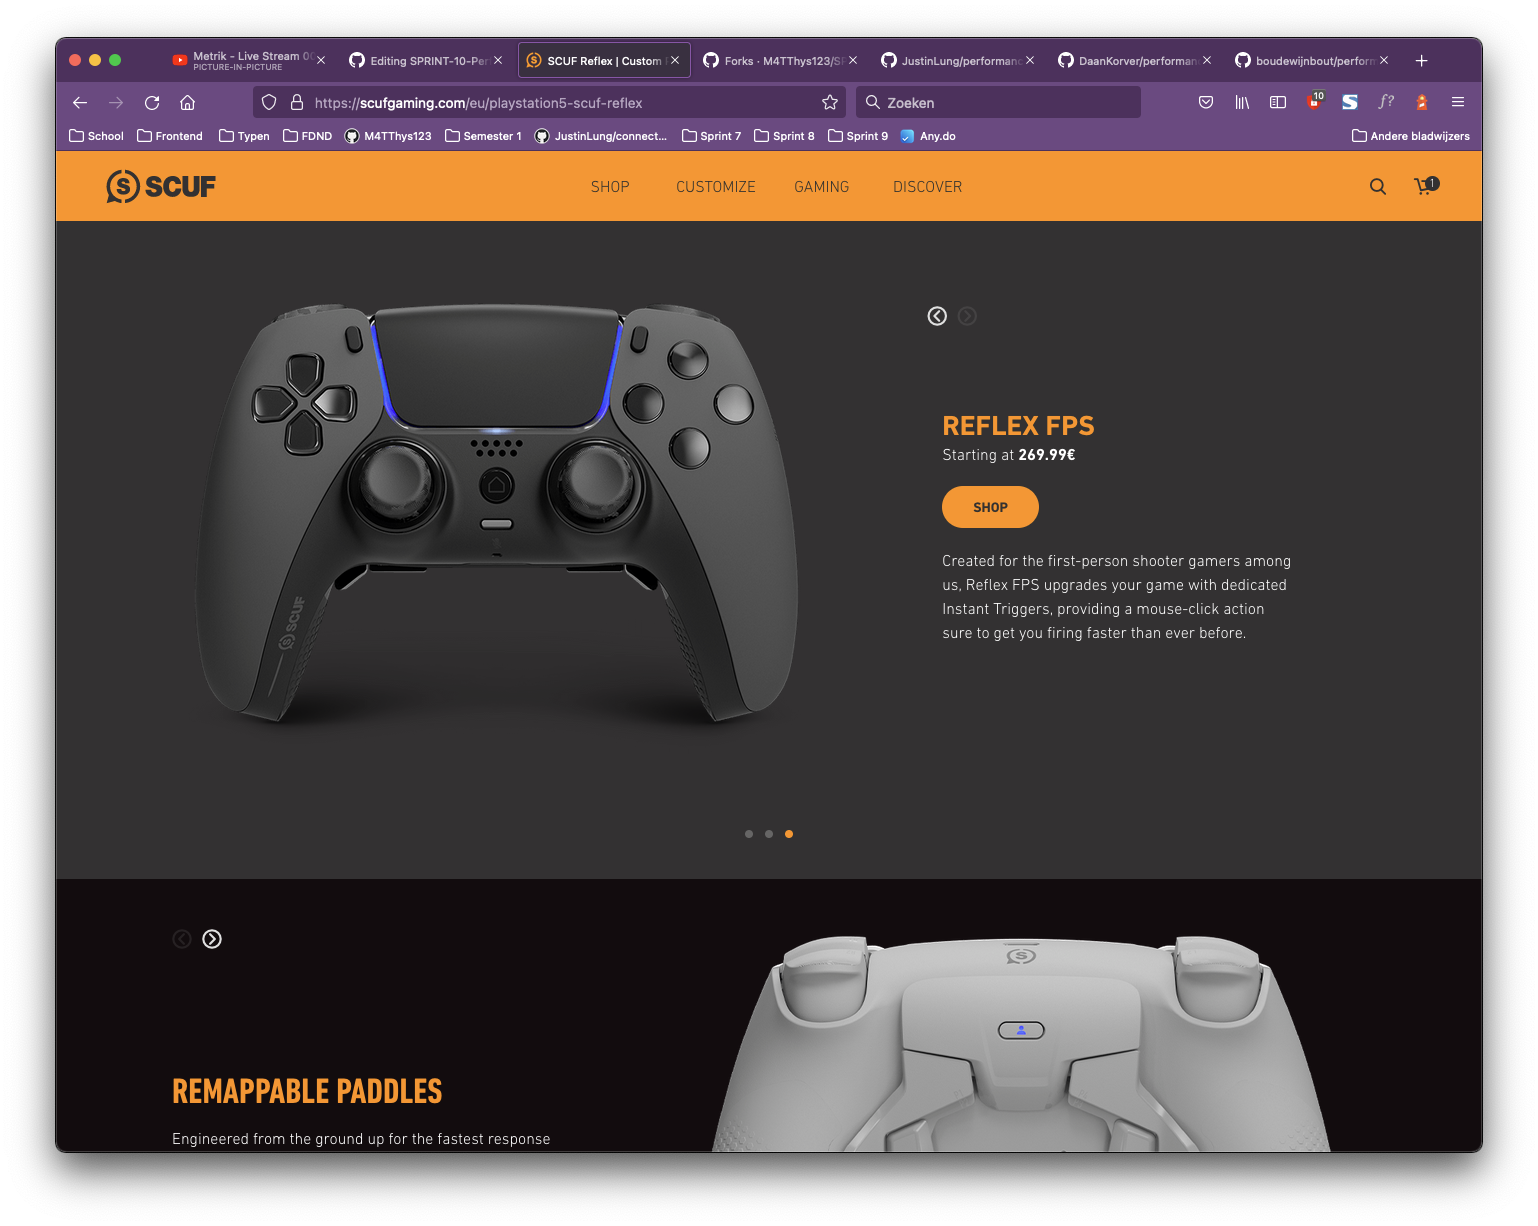 Metrik - Live Stream
PICTURE-IN-PICTURE
Editing SPRINT-10-Per
SCUF Reflex | Custom
Forks · M4TThys123/SP
JustinLung/performanc
DaanKorver/performan
boudewijnbout/perforn
https://scufgaming.com/eu/playstation5-scuf-reflex
Zoeken
10
S
f?
School
Frontend
Typen
FDND
M4TThys123
Semester 1
JustinLung/connect...
Sprint 7
Sprint 8
Sprint 9
Any.do
Andere bladwijzers
S SCUF
SHOP
CUSTOMIZE
GAMING
DISCOVER
1
REFLEX FPS
Starting at 269.99€
SHOP
Created for the first-person shooter gamers among
us, Reflex FPS upgrades your game with dedicated
Instant Triggers, providing a mouse-click action
sure to get you firing faster than ever before.
S SCUF
S
REMAPPABLE PADDLES
Engineered from the ground up for the fastest response